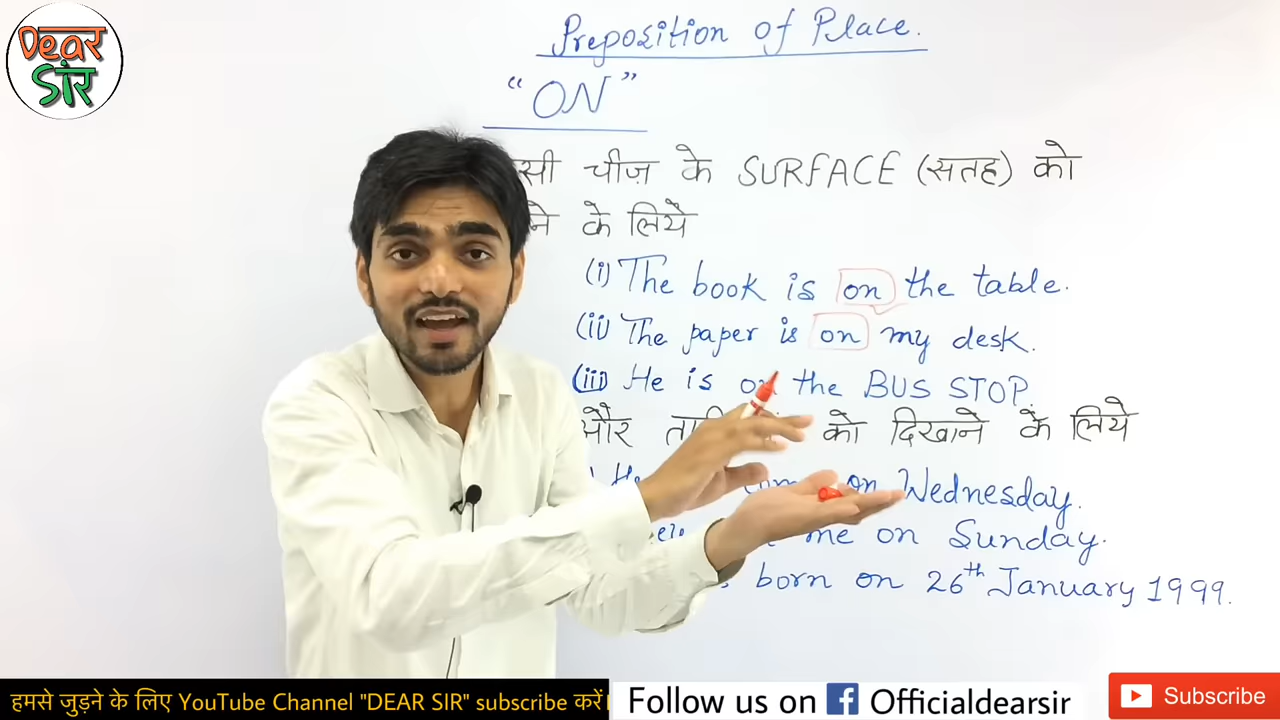 Dear
Sir
Preposition of Place.
"ON"
चीज़ के SURFACE (सतह) को
के लिये
(i) The book is on the table.
(ii) The paper is on my desk.
(iii) He is on the BUS STOP.
और को दिखाने के लिये
on Wednesday.
me on Sunday.
born on 26th January 1999.
हमसे जुड़ने के लिए YouTube Channel "DEAR SIR" subscribe करें।
Follow us on f Officialdearsir
Subscribe